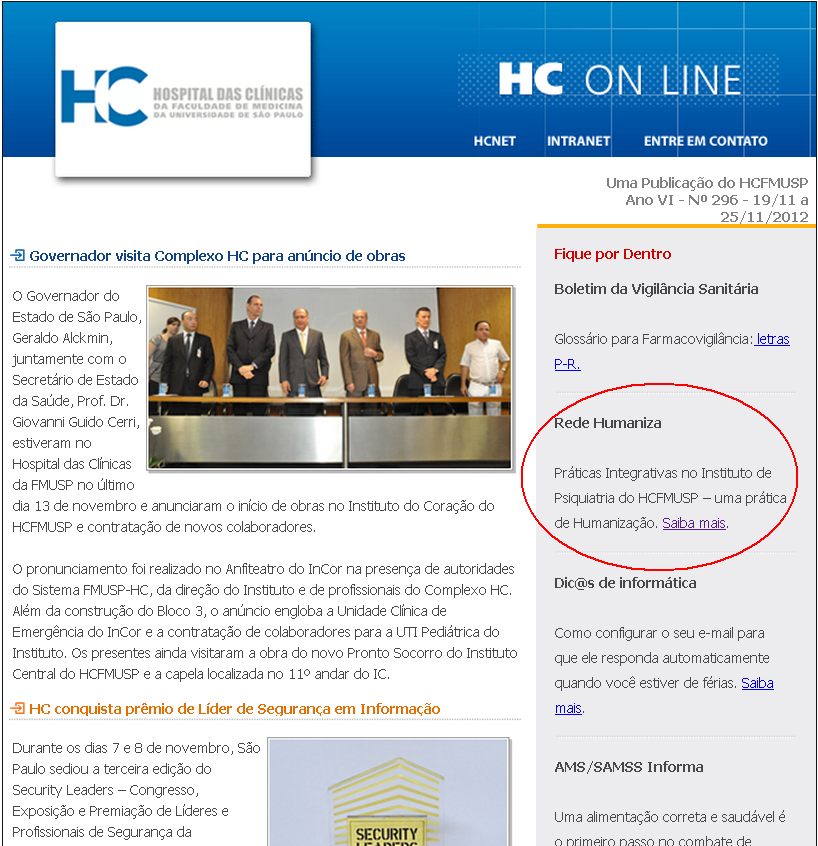 HC HOSPITAL DAS CLÍNICAS
DA FACULDADE DE MEDICINA
DA UNIVERSIDADE DE SÃO PAULO
HC ON LINE
HCNET INTRANET ENTRE EM CONTATO
Uma Publicação do HCFMUSP
Ano VI - Nº 296 - 19/11 a
25/11/2012
Governador visita Complexo HC para anúncio de obras
O Governador do
Estado de São Paulo,
Geraldo Alckmin,
juntamente com o
Secretário de Estado
da Saúde, Prof. Dr.
Giovanni Guido Cerri,
estiveram no
Hospital das Clínicas
da FMUSP no último
dia 13 de novembro e anunciaram o início de obras no Instituto do Coração do
HCFMUSP e contratação de novos colaboradores.
O pronunciamento foi realizado no Anfiteatro do InCor na presença de autoridades
do Sistema FMUSP-HC, da direção do Instituto e de profissionais do Complexo HC.
Além da construção do Bloco 3, o anúncio engloba a Unidade Clínica de
Emergência do InCor e a contratação de colaboradores para a UTI Pediátrica do
Instituto. Os presentes ainda visitaram a obra do novo Pronto Socorro do Instituto
Central do HCFMUSP e a capela localizada no 11º andar do IC.
HC conquista prêmio de Líder de Segurança em Informação
Durante os dias 7 e 8 de novembro, São
Paulo sediou a terceira edição do
Security Leaders – Congresso,
Exposição e Premiação de Líderes e
Profissionais de Segurança da
SECURITY
LEADERS
Fique por Dentro
Boletim da Vigilância Sanitária
Glossário para Farmacovigilância: letras
P-R.
Rede Humaniza
Práticas Integrativas no Instituto de
Psiquiatria do HCFMUSP – uma prática
de Humanização. Saiba mais.
Dic@s de informática
Como configurar o seu e-mail para
que ele responda automaticamente
quando você estiver de férias. Saiba
mais.
AMS/SAMSS Informa
Uma alimentação correta e saudável é
o primeiro passo no combate de